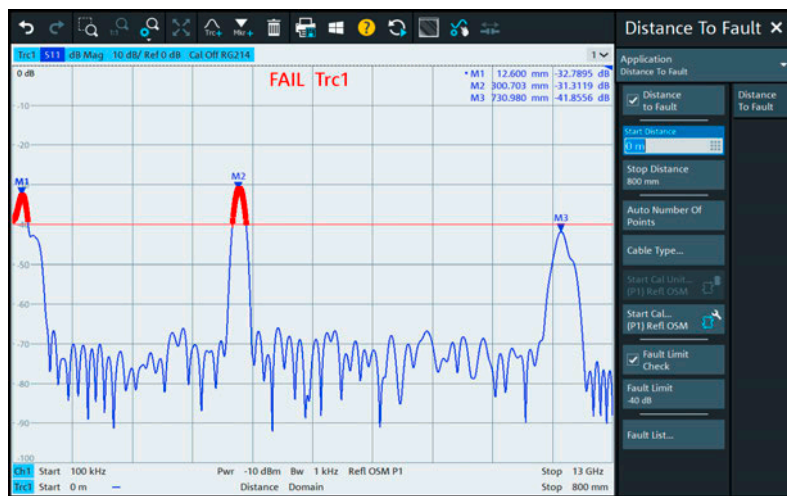 Distance To Fault
Trc1 S11 dB Mag 10 dB/ Ref 0 dB Cal Off RG214 1
0 dB
FAIL Trc1
• M1 12.600 mm -32.7895 dB
M2 300.703 mm -31.3119 dB
M3 730.980 mm -41.8556 dB
-10
-20
M1
M2
M3
-40
-50
-60
-70
-80
-90
-100
Ch1 Start 100 kHz Pwr -10 dBm Bw 1 kHz Refl OSM P1 Stop 13 GHz
Trc1 Start 0 m Distance Domain Stop 800 mm
Trc+
Mkr+
Application
Distance To Fault
Distance
to Fault
Distance
To Fault
Start Distance
0 m
Stop Distance
800 mm
Auto Number Of
Points
Cable Type...
Start Cal Unit...
(P1) Refl OSM
Start Cal...
(P1) Refl OSM
Fault Limit
Check
Fault Limit
-40 dB
Fault List...